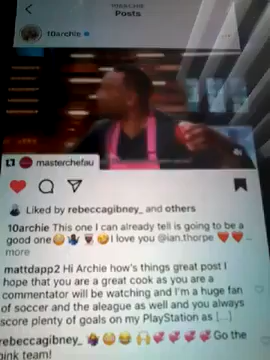 Posts
10archie
masterchefau
Liked by rebeccagibney_ and others
10archie This one I can already tell is going to be a
good one😳🤷🏿‍♂️ I love you @ian.thorpe ❤️❤️
more
mattdapp2 Hi Archie how's things great post I
hope that you are a great cook as you are a
commentator will be watching and I'm a huge fan
of soccer and the aleague as well and you always
score plenty of goals on my PlayStation as [...]
rebeccagibney_ Go the
pink team!